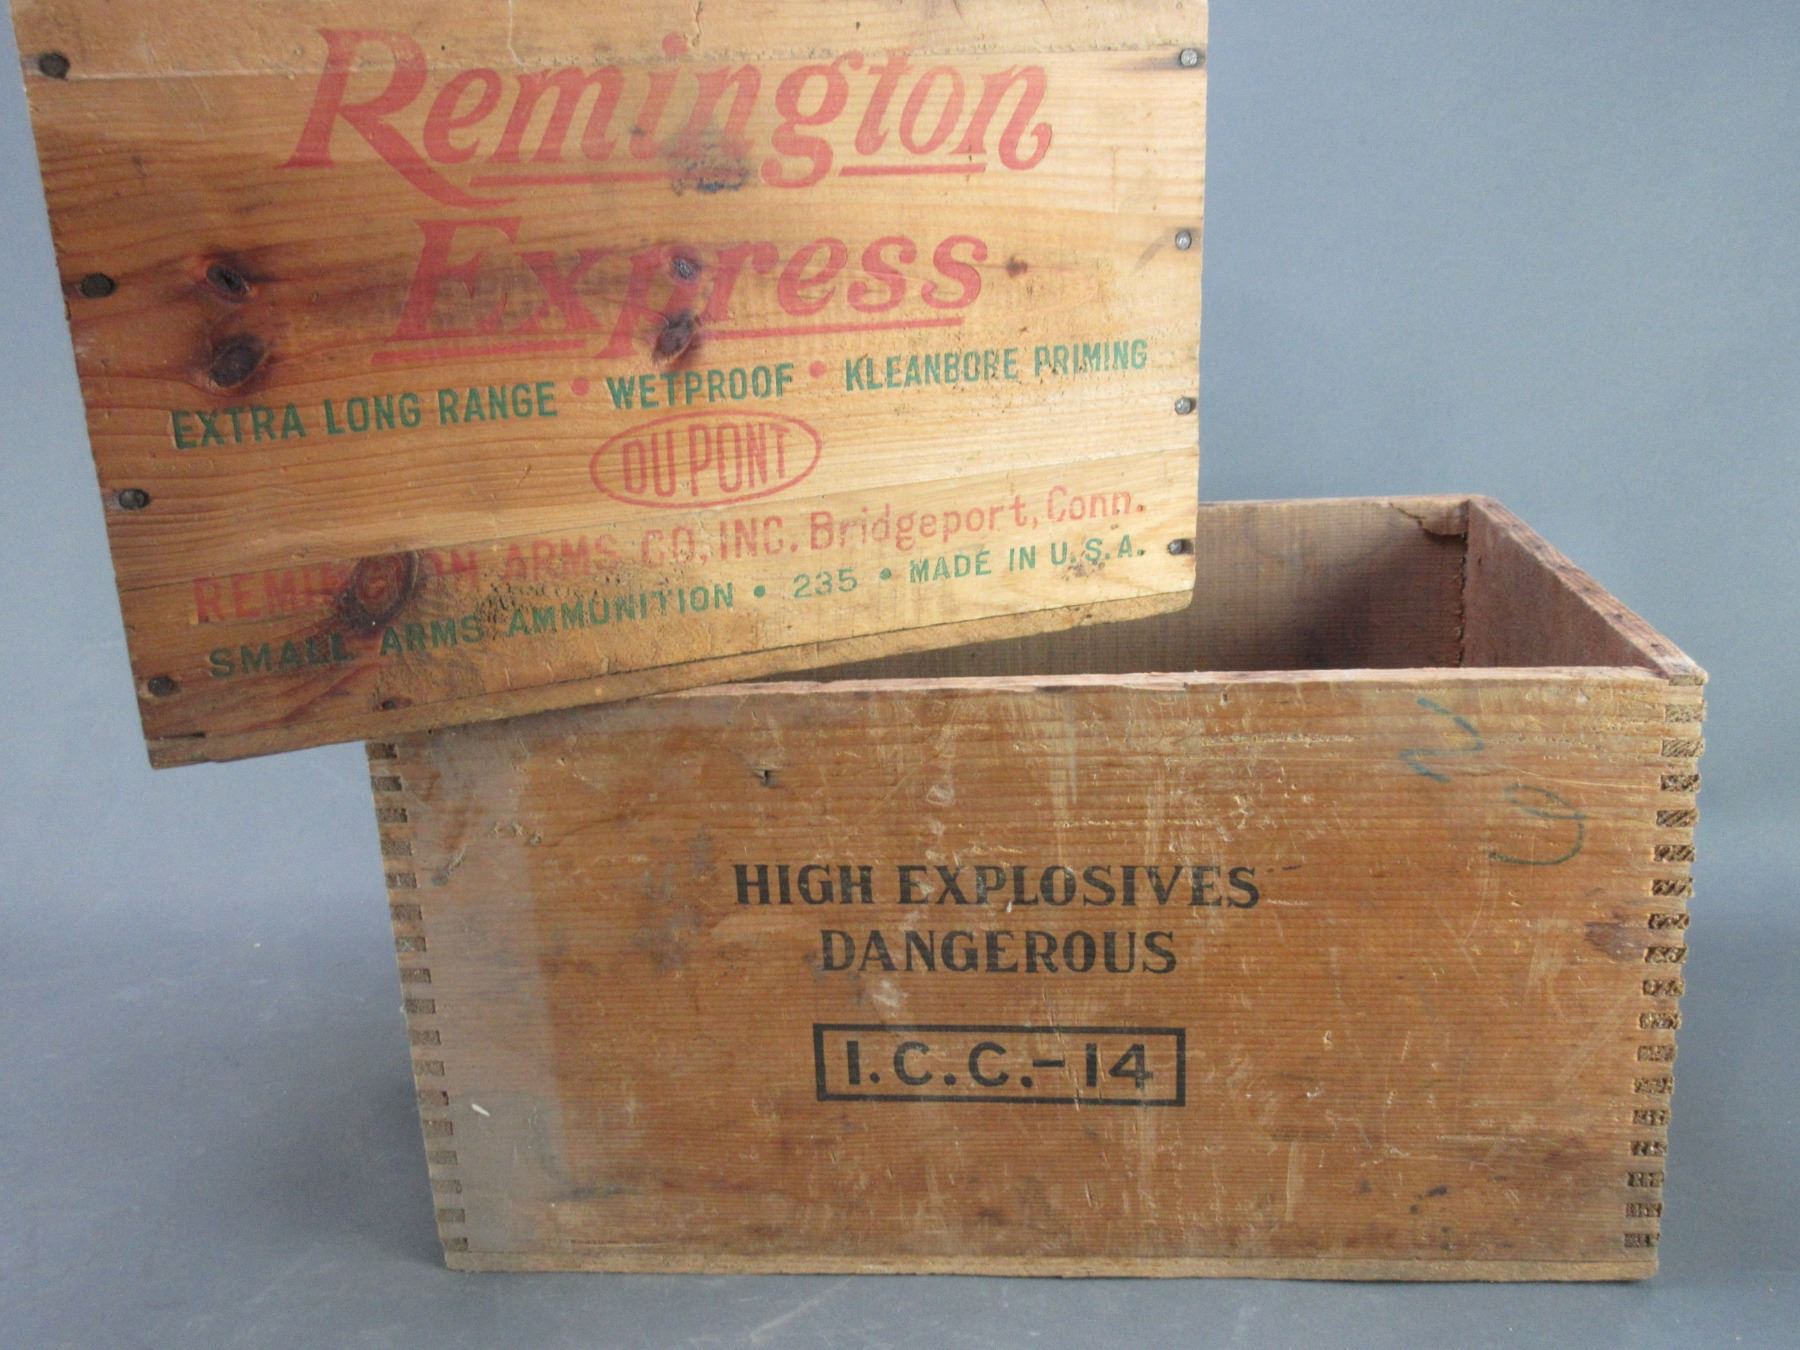 Remington
Express
EXTRA LONG RANGE • WETPROOF • KLEANBORE PRIMING
DU PONT
REMINGTON ARMS CO, INC. Bridgeport, Conn.
SMALL ARMS AMMUNITION • 235 • MADE IN U.S.A.
HIGH EXPLOSIVES
DANGEROUS
I.C.C.-14